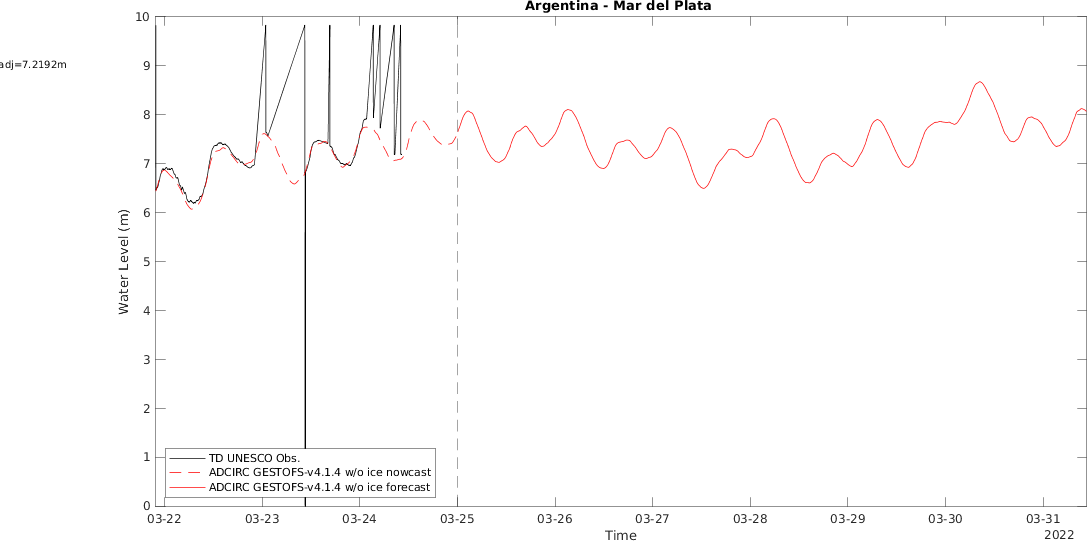 Argentina - Mar del Plata
adj=7.2192m
10
9
8
7
6
5
4
3
2
1
0
Water Level (m)
TD UNESCO Obs.
ADCIRC GESTOFS-v4.1.4 w/o ice nowcast
ADCIRC GESTOFS-v4.1.4 w/o ice forecast
03-22 03-23 03-24 03-25 03-26 03-27 03-28 03-29 03-30 03-31
Time
2022